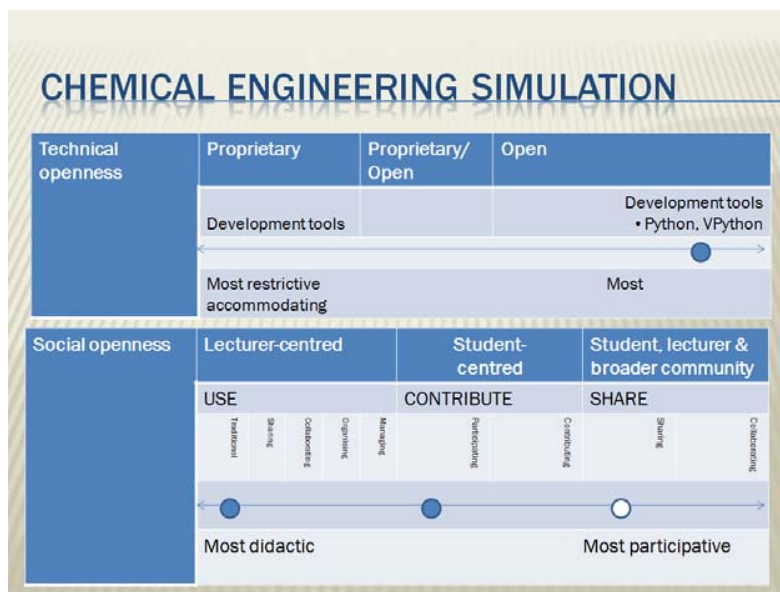 CHEMICAL ENGINEERING SIMULATION
Technical openness
Proprietary
Proprietary/ Open
Open
Development tools
Development tools
• Python, VPython
Most restrictive
Most
accommodating
Social openness
Lecturer-centred
Student-centred
Student, lecturer & broader community
USE
CONTRIBUTE
SHARE
Traditional
Sharing
Collaborating
Organising
Managing
Participating
Contributing
Sharing
Collaborating
Most didactic
Most participative